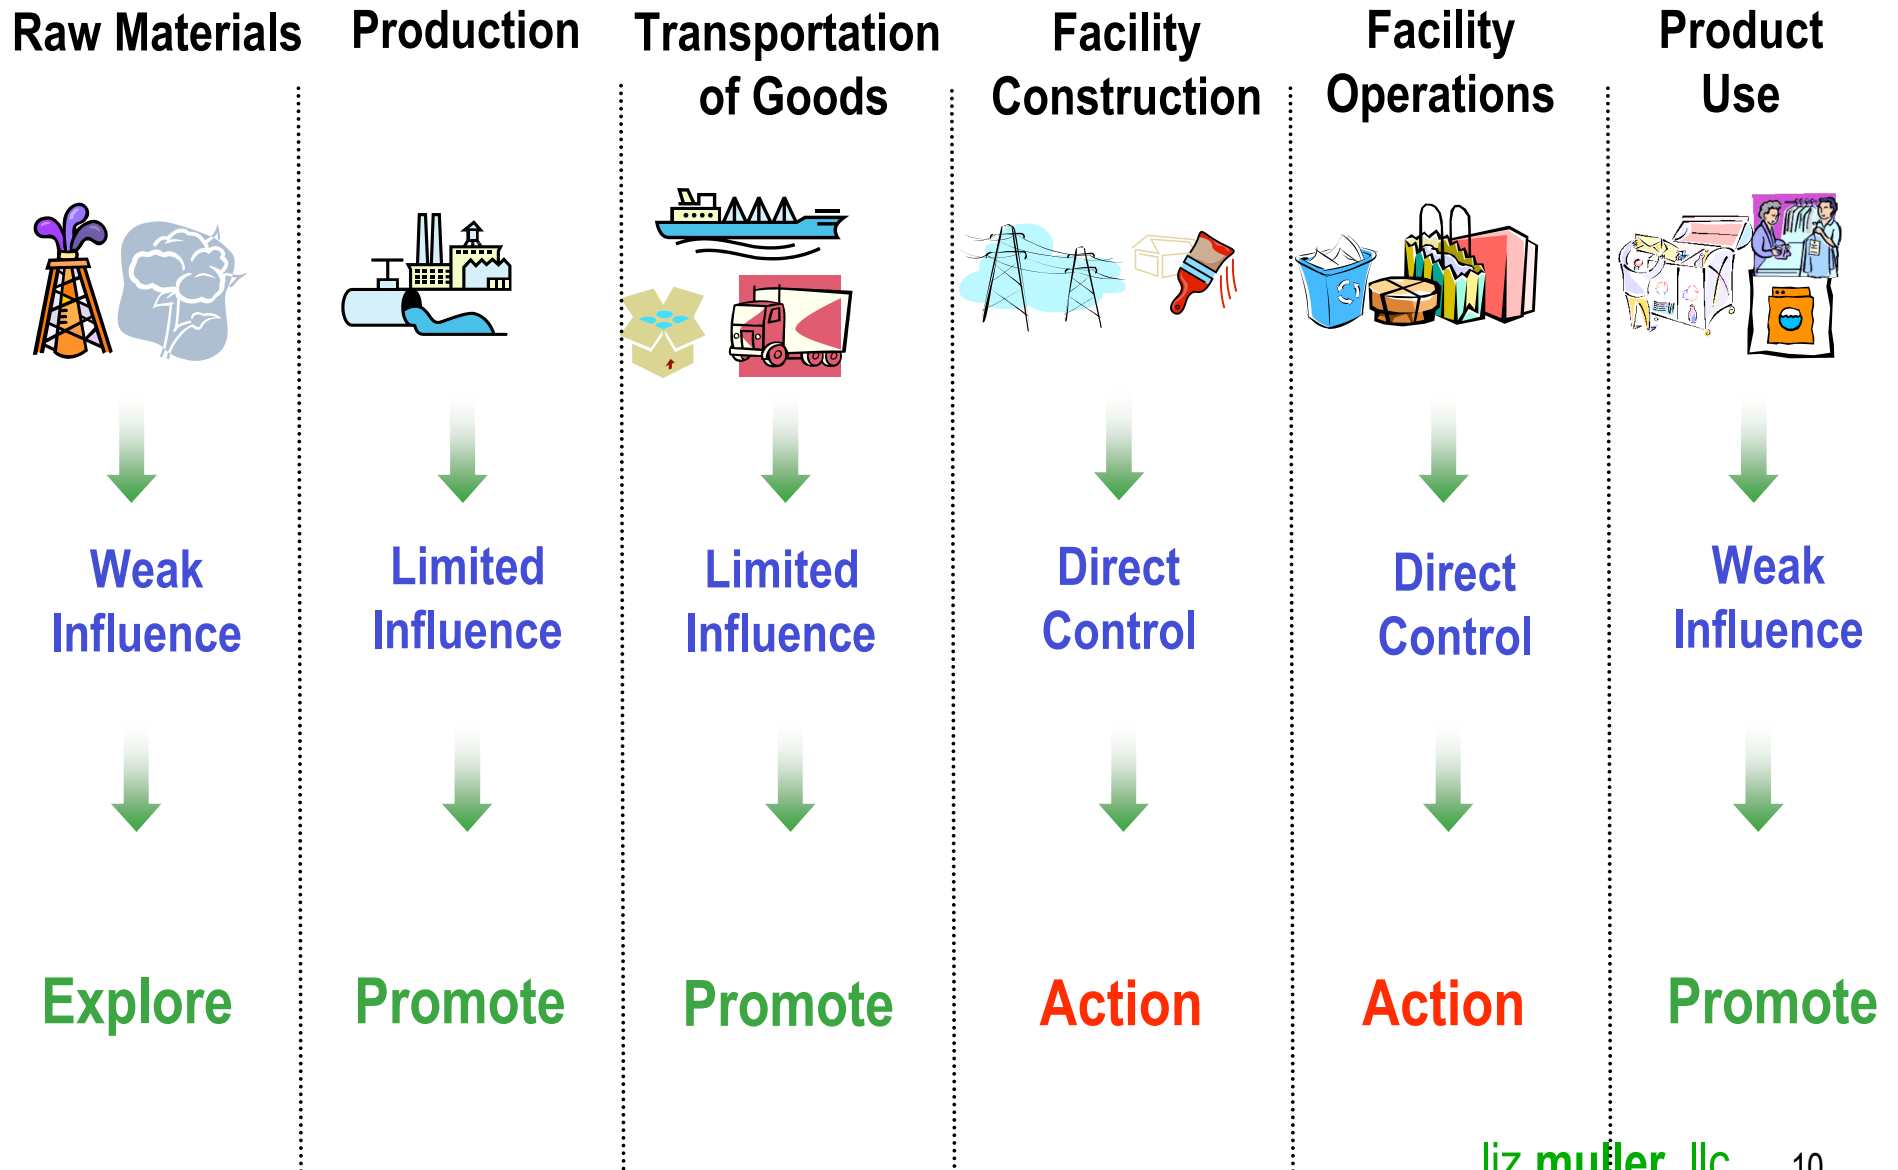 Raw Materials
Production
Transportation
of Goods
Facility
Construction
Facility
Operations
Product
Use
Weak
Influence
Limited
Influence
Limited
Influence
Direct
Control
Direct
Control
Weak
Influence
Explore
Promote
Promote
Action
Action
Promote
liz muller llc
10